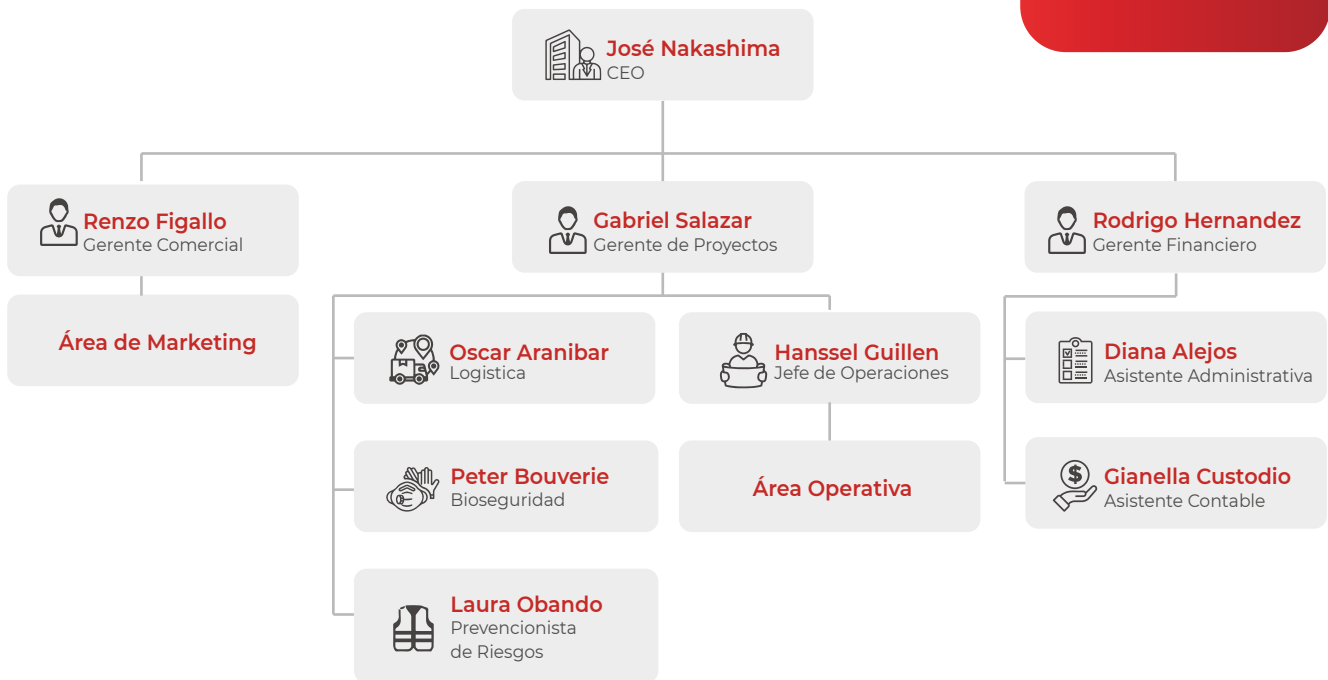 José Nakashima
CEO
Renzo Figallo
Gerente Comercial
Gabriel Salazar
Gerente de Proyectos
Rodrigo Hernandez
Gerente Financiero
Área de Marketing
Oscar Aranibar
Logistica
Hanssel Guillen
Jefe de Operaciones
Diana Alejos
Asistente Administrativa
Peter Bouverie
Bioseguridad
Área Operativa
$
Gianella Custodio
Asistente Contable
Laura Obando
Prevencionista
de Riesgos